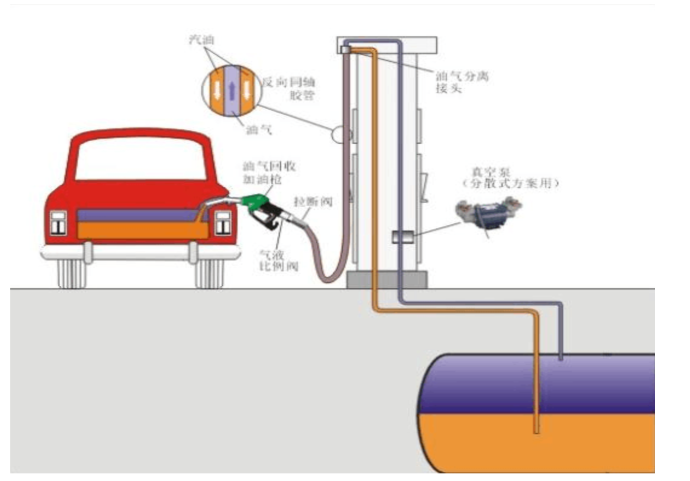 汽油
反向同轴
胶管
油气
油气分离
接头
油气回收
加油枪
拉断阀
气液
比例阀
真空泵
(分散式方案用)